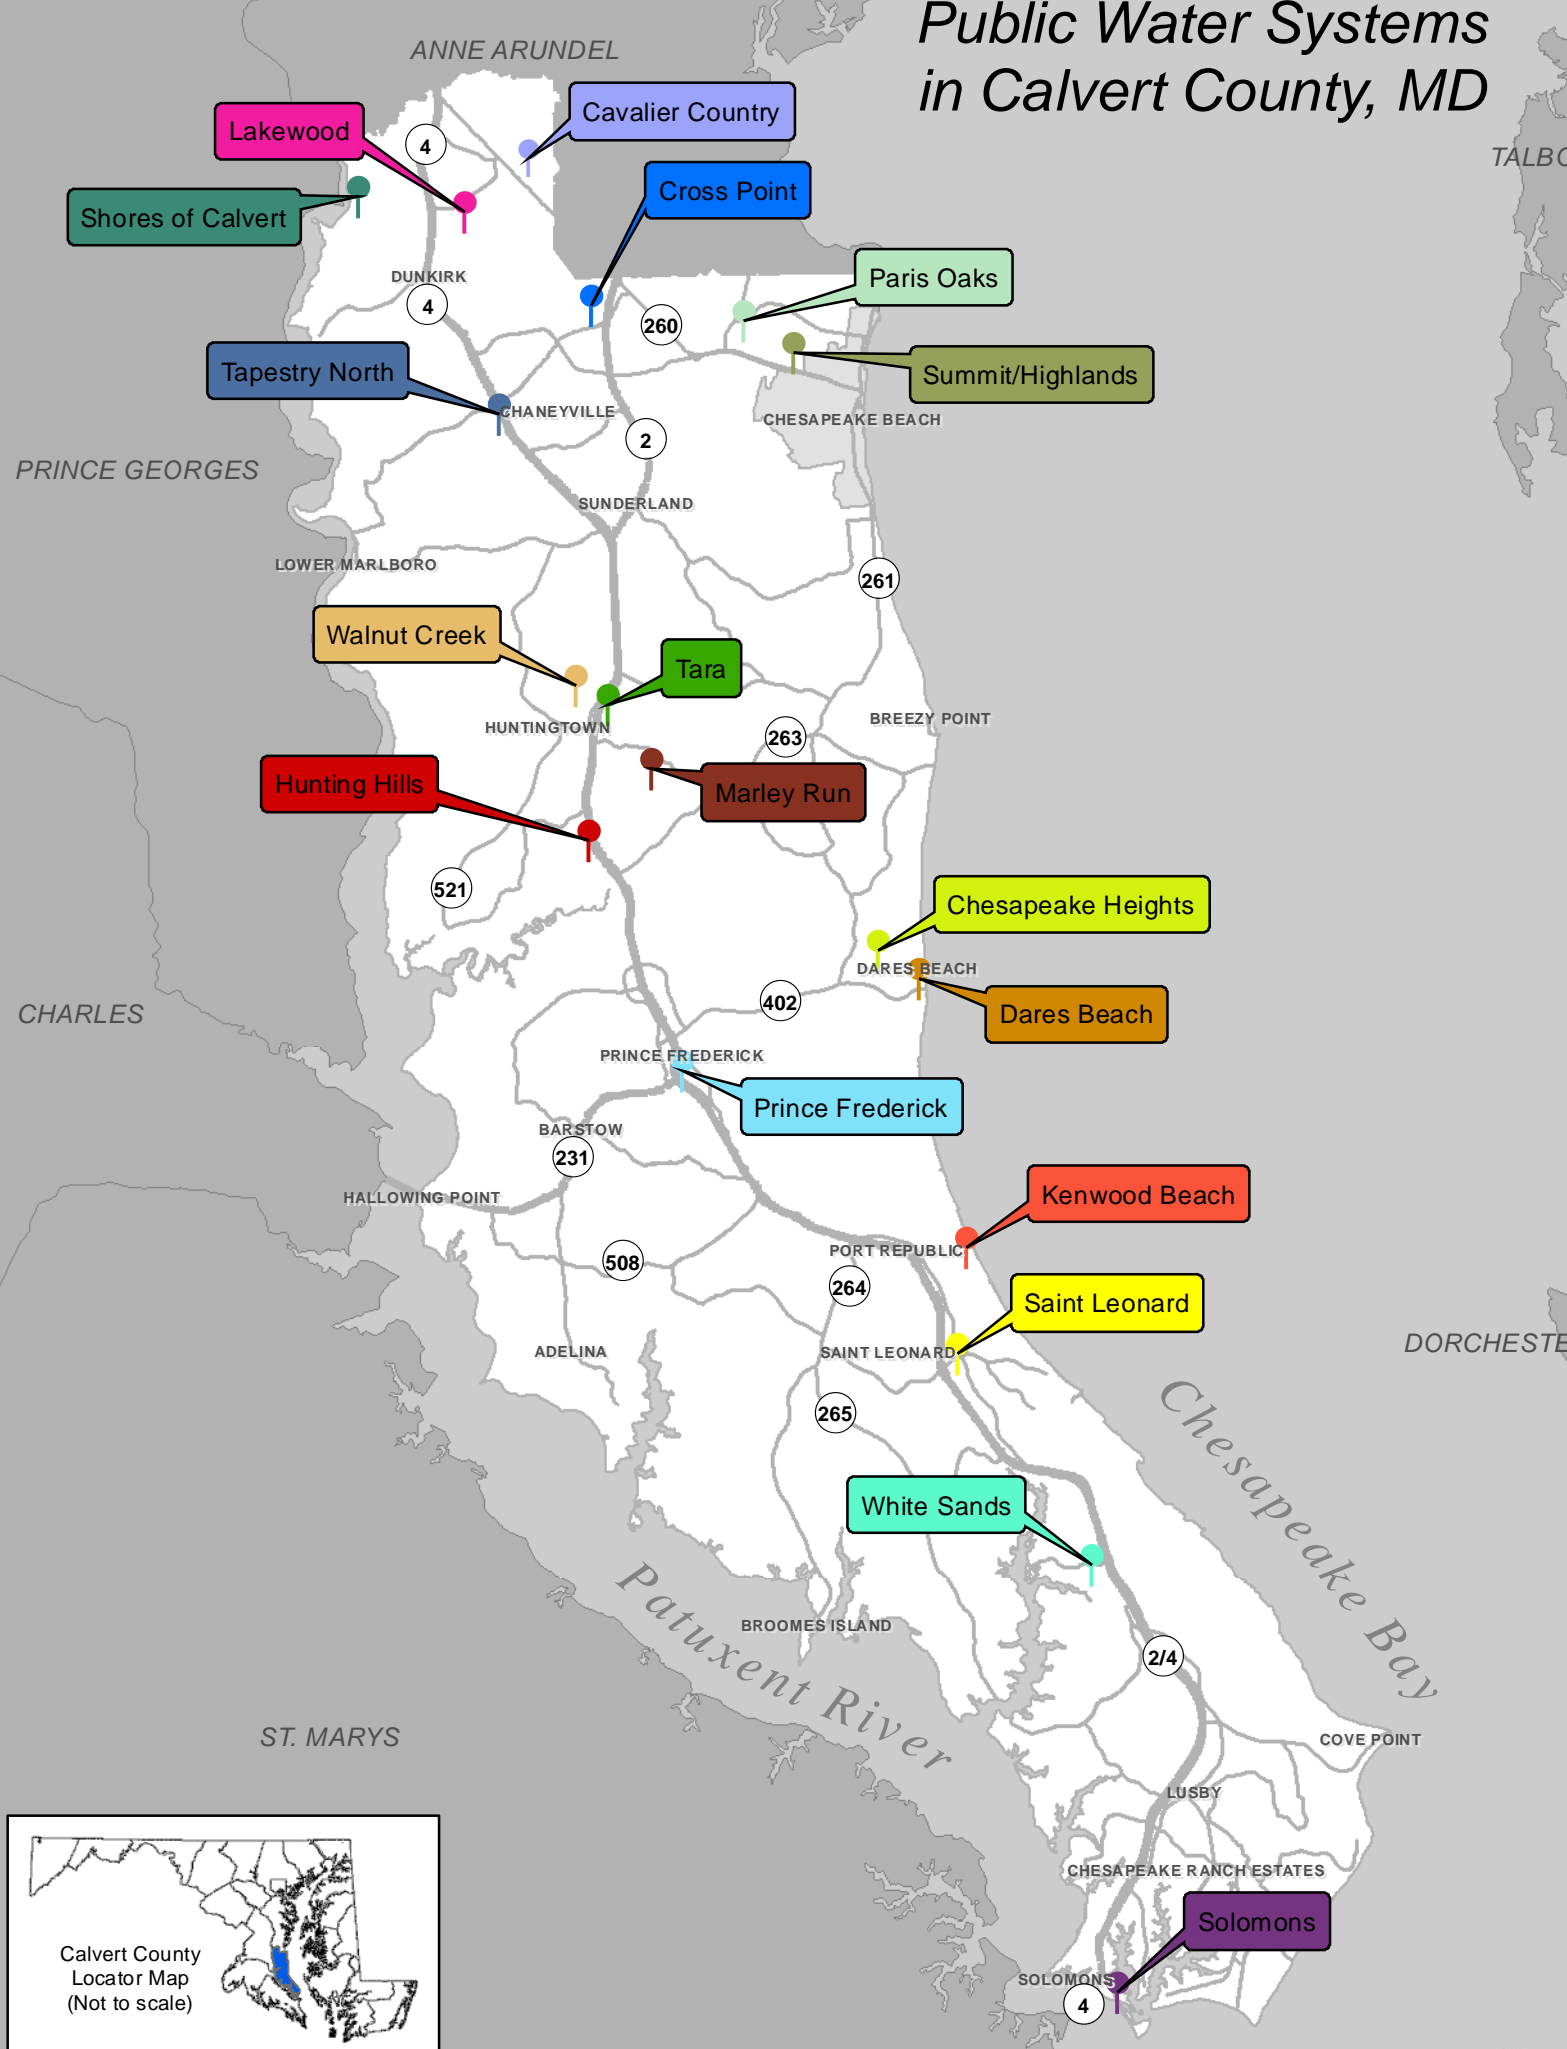 Public Water Systems
in Calvert County, MD
ANNE ARUNDEL
Cavalier Country
Lakewood
4
Cross Point
Shores of Calvert
DUNKIRK
4
Paris Oaks
260
Tapestry North
Summit/Highlands
CHANEYVILLE
CHESAPEAKE BEACH
2
PRINCE GEORGES
SUNDERLAND
LOWER MARLBORO
261
Walnut Creek
Tara
BREEZY POINT
HUNTINGTOWN
263
Hunting Hills
Marley Run
521
Chesapeake Heights
DARES BEACH
402
CHARLES
Dares Beach
PRINCE FREDERICK
Prince Frederick
BARSTOW
231
HALLOWING POINT
Kenwood Beach
PORT REPUBLIC
508
264
Saint Leonard
SAINT LEONARD
ADELINA
265
Chesapeake Bay
White Sands
BROOMES ISLAND
Patuxent River
2/4
ST. MARYS
COVE POINT
LUSBY
CHESAPEAKE RANCH ESTATES
Solomons
SOLOMONS
4
Calvert County
Locator Map
(Not to scale)